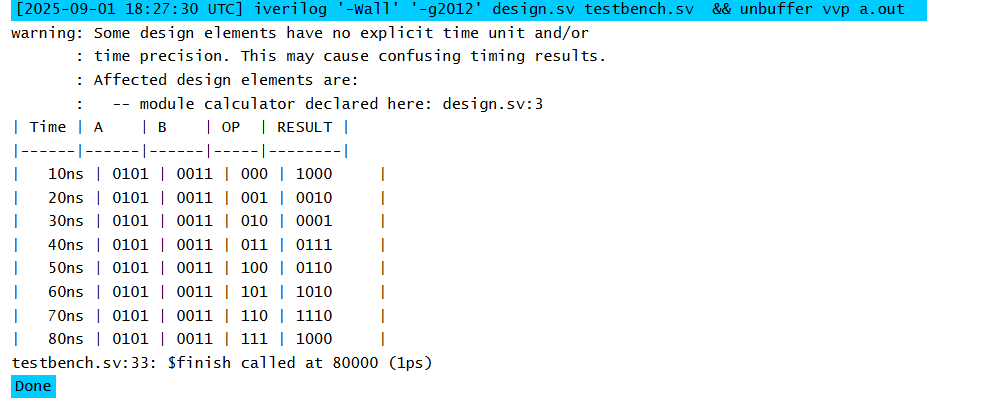 [2025-09-01 18:27:30 UTC] iverilog '-Wall' '-g2012' design.sv testbench.sv  && unbuffer vvp a.out
warning: Some design elements have no explicit time unit and/or
       : time precision. This may cause confusing timing results.
       : Affected design elements are:
       :   -- module calculator declared here: design.sv:3
| Time | A    | B    | OP  | RESULT |
|------|------|------|-----|--------|
|   10ns | 0101 | 0011 | 000 | 1000     |
|   20ns | 0101 | 0011 | 001 | 0010     |
|   30ns | 0101 | 0011 | 010 | 0001     |
|   40ns | 0101 | 0011 | 011 | 0111     |
|   50ns | 0101 | 0011 | 100 | 0110     |
|   60ns | 0101 | 0011 | 101 | 1010     |
|   70ns | 0101 | 0011 | 110 | 1110     |
|   80ns | 0101 | 0011 | 111 | 1000     |
testbench.sv:33: $finish called at 80000 (1ps)
Done